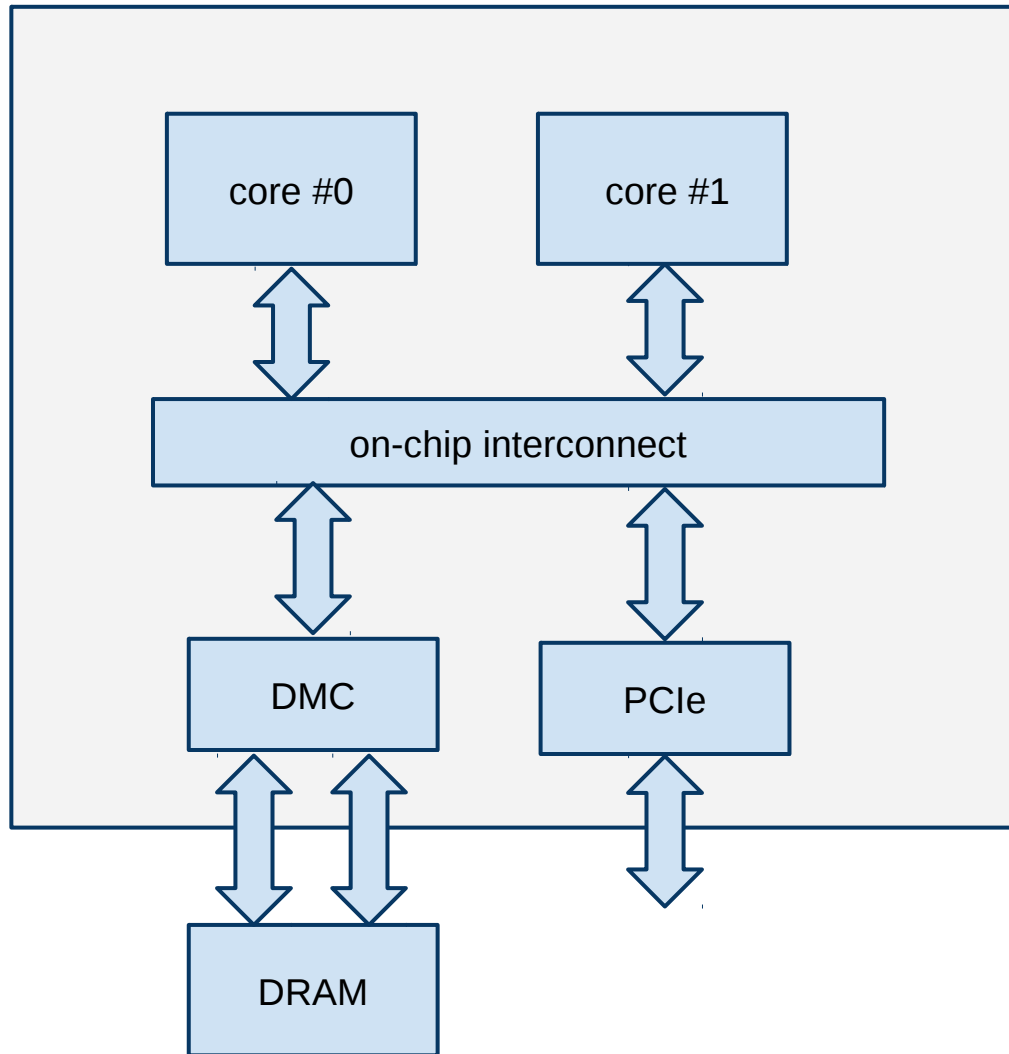 core #0
core #1
on-chip interconnect
DMC
PCIe
DRAM